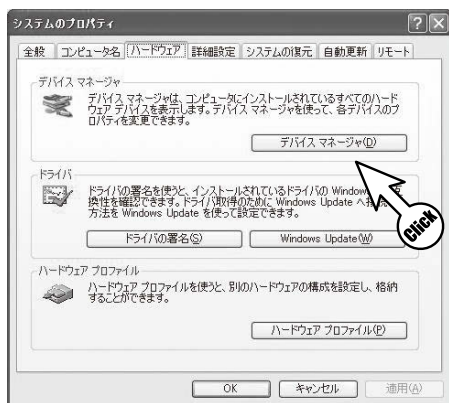 システムのプロパティ
全般 コンピュータ名 ハードウェア 詳細設定 システムの復元 自動更新 リモート
デバイス マネージャ
デバイス マネージャは、コンピュータにインストールされているすべてのハード
ウェア デバイスを表示します。デバイス マネージャを使って、各デバイスのプ
ロパティを変更できます。
デバイス マネージャ(D)
ドライバ
ドライバの署名を使うと、インストールされているドライバの Windows
換性を確認できます。ドライバ取得のために Windows Update へ接
方法を Windows Update を使って設定できます。
ドライバの署名(S) Windows Update(W)
Click
ハードウェア プロファイル
ハードウェア プロファイルを使うと、別のハードウェアの構成を設定し、格納
することができます。
ハードウェア プロファイル(P)
OK キャンセル 適用(A)